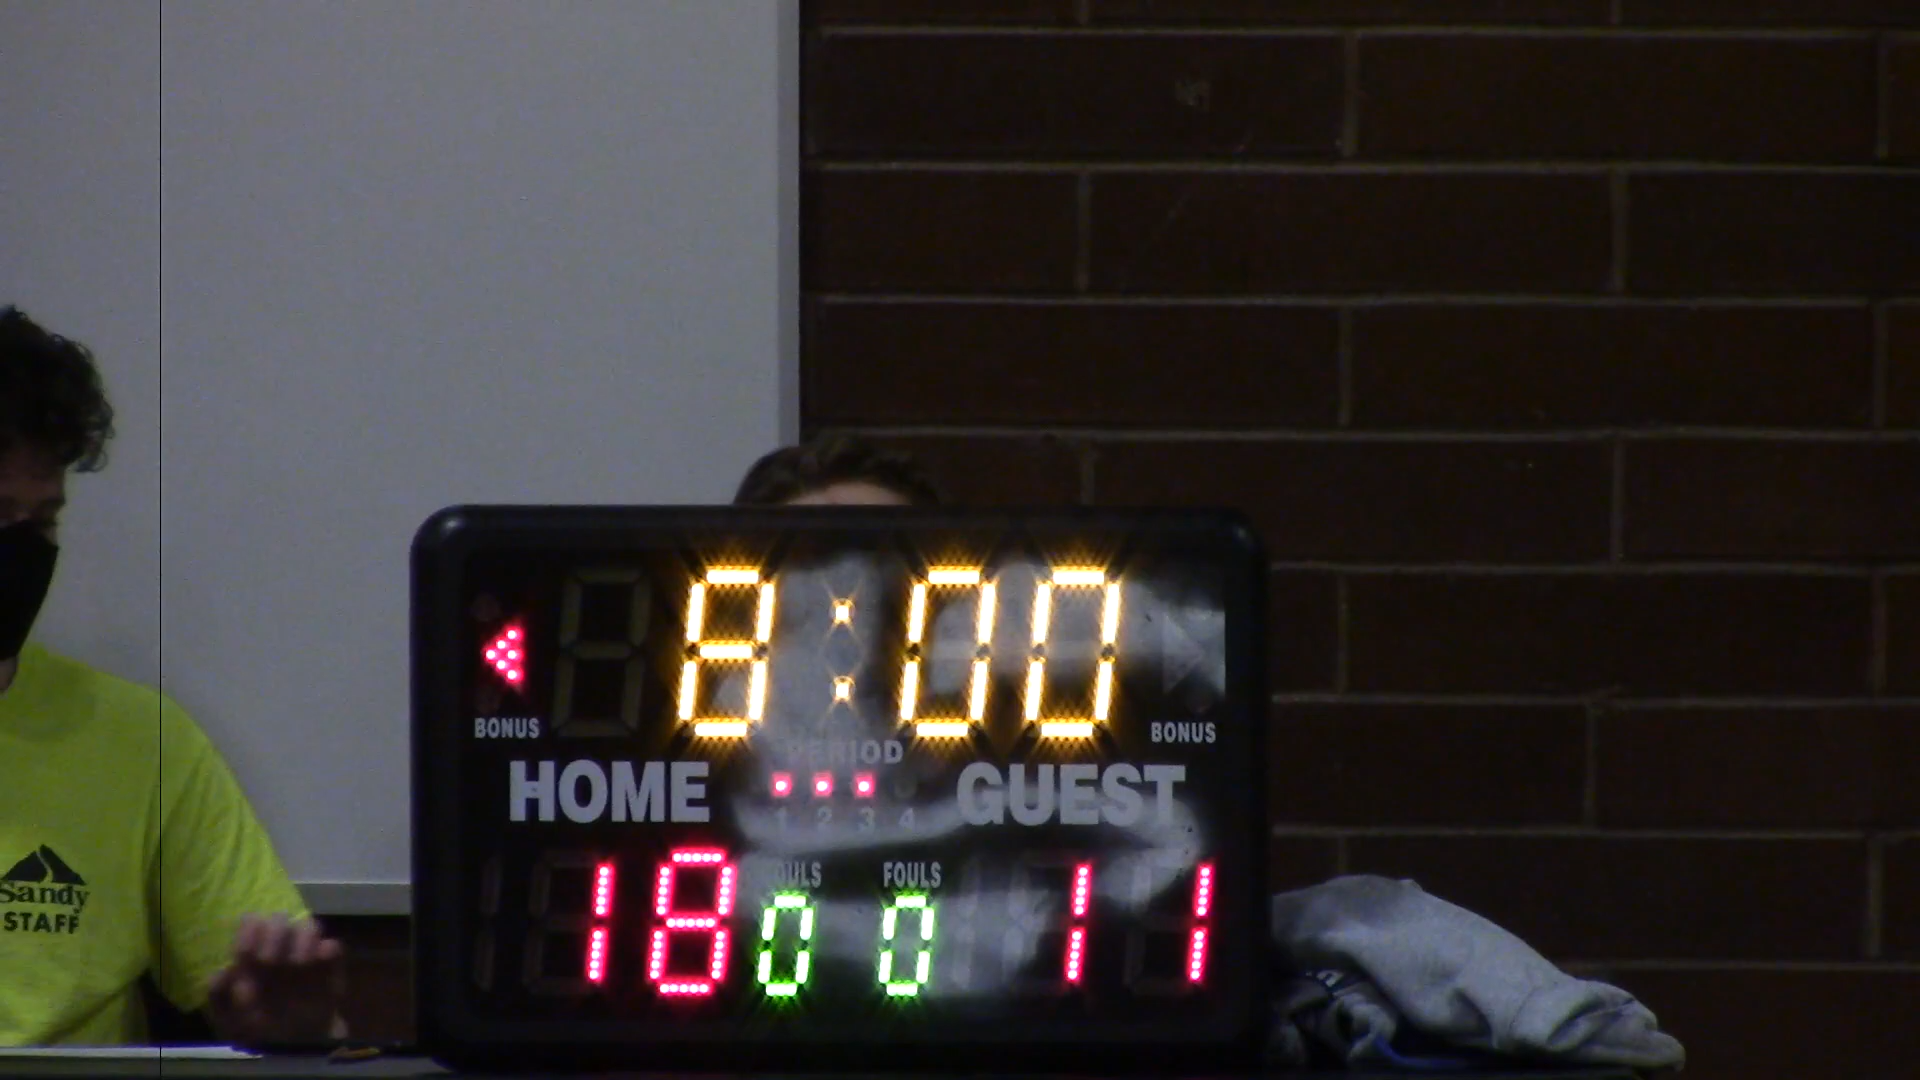 8:00
BONUS
BONUS
PERIOD
HOME
GUEST
1 2 3 4
FOULS
FOULS
18
0
0
11
Sandy
STAFF